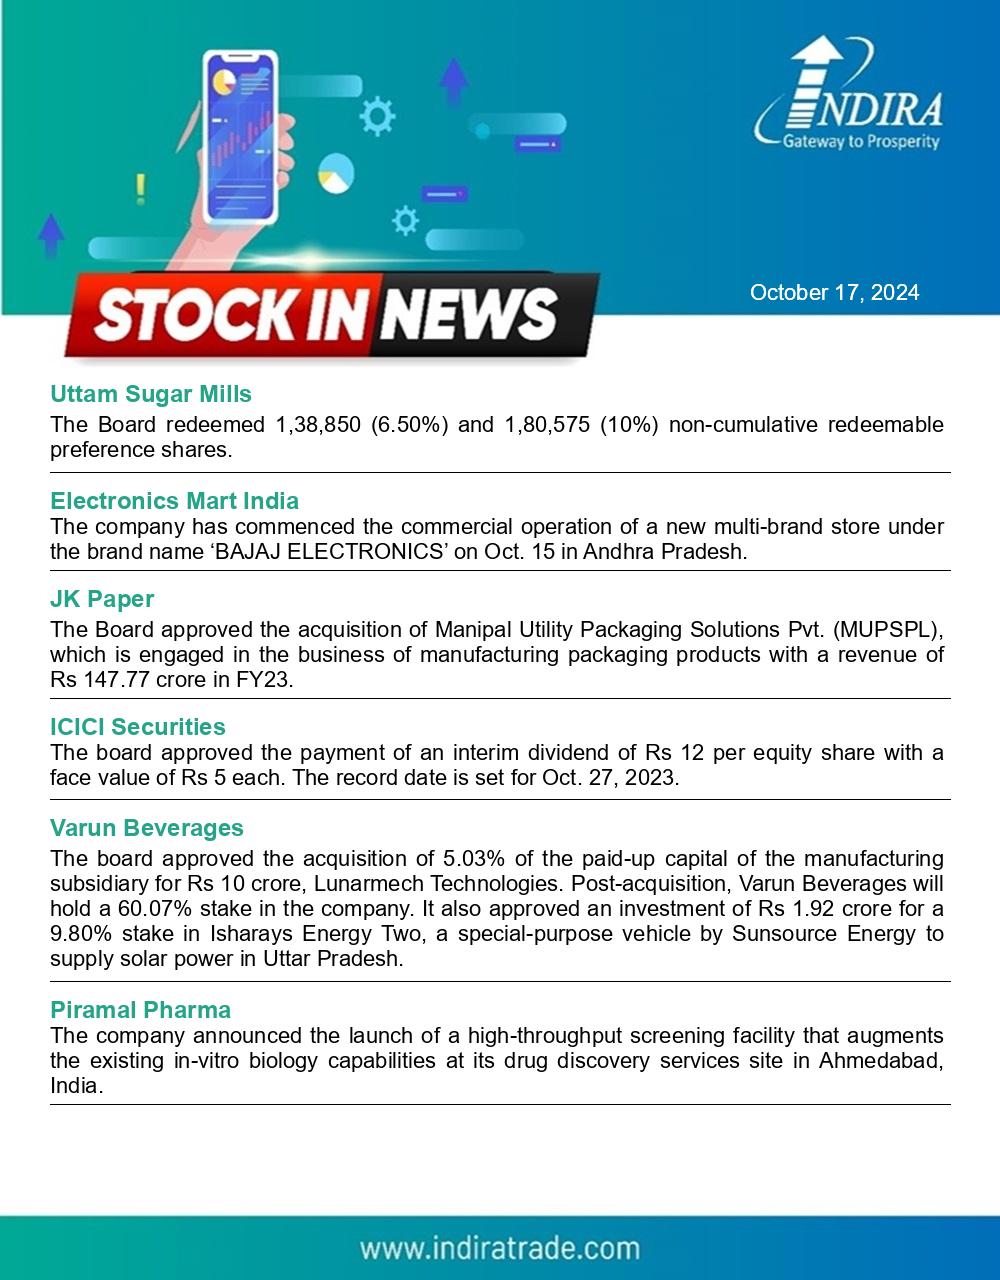 INDIRA
Gateway to Prosperity
October 17, 2024
STOCK IN NEWS
Uttam Sugar Mills
The Board redeemed 1,38,850 (6.50%) and 1,80,575 (10%) non-cumulative redeemable
preference shares.
Electronics Mart India
The company has commenced the commercial operation of a new multi-brand store under
the brand name ‘BAJAJ ELECTRONICS’ on Oct. 15 in Andhra Pradesh.
JK Paper
The Board approved the acquisition of Manipal Utility Packaging Solutions Pvt. (MUPSPL),
which is engaged in the business of manufacturing packaging products with a revenue of
Rs 147.77 crore in FY23.
ICICI Securities
The board approved the payment of an interim dividend of Rs 12 per equity share with a
face value of Rs 5 each. The record date is set for Oct. 27, 2023.
Varun Beverages
The board approved the acquisition of 5.03% of the paid-up capital of the manufacturing
subsidiary for Rs 10 crore, Lunarmech Technologies. Post-acquisition, Varun Beverages will
hold a 60.07% stake in the company. It also approved an investment of Rs 1.92 crore for a
9.80% stake in Isharays Energy Two, a special-purpose vehicle by Sunsource Energy to
supply solar power in Uttar Pradesh.
Piramal Pharma
The company announced the launch of a high-throughput screening facility that augments
the existing in-vitro biology capabilities at its drug discovery services site in Ahmedabad,
India.
www.indiratrade.com